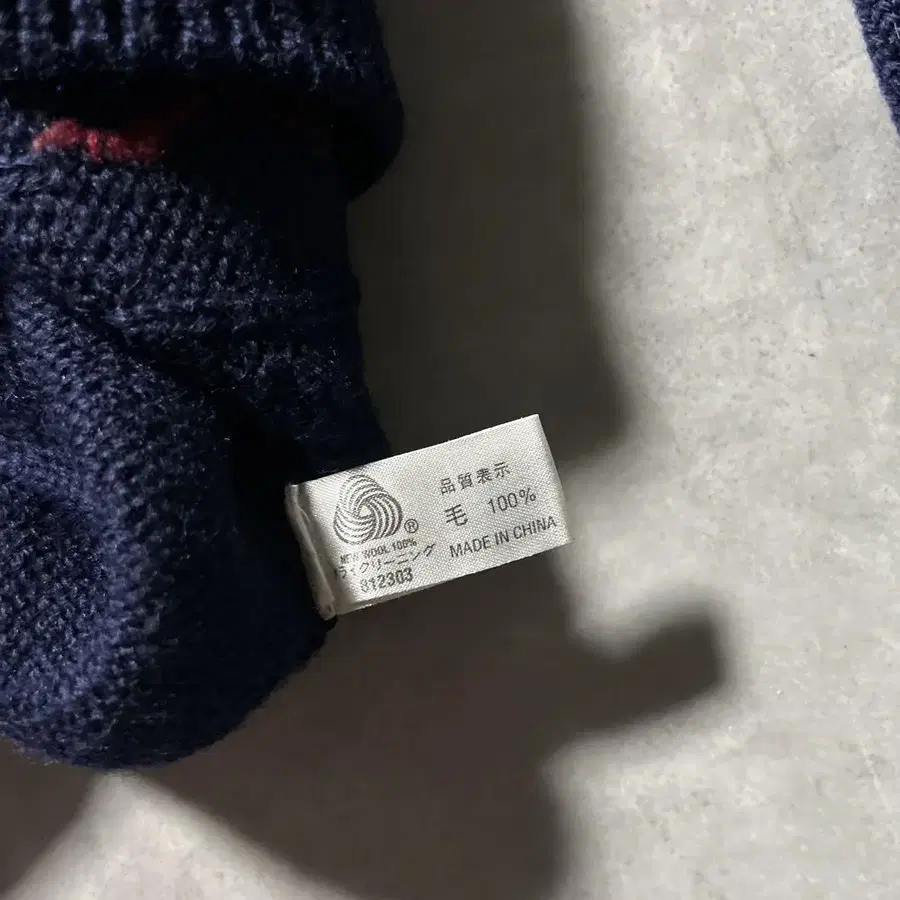 ®
NEW WOOL 100%
ドライクリーニング
812303
品質表示
毛 100%
MADE IN CHINA